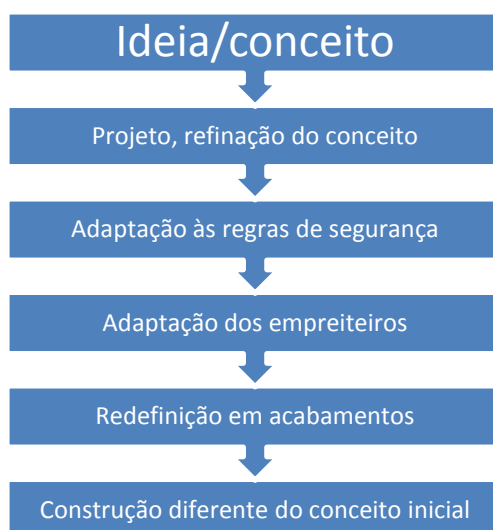 Ideia/conceito
Projeto, refinação do conceito
Adaptação às regras de segurança
Adaptação dos empreiteiros
Redefinição em acabamentos
Construção diferente do conceito inicial